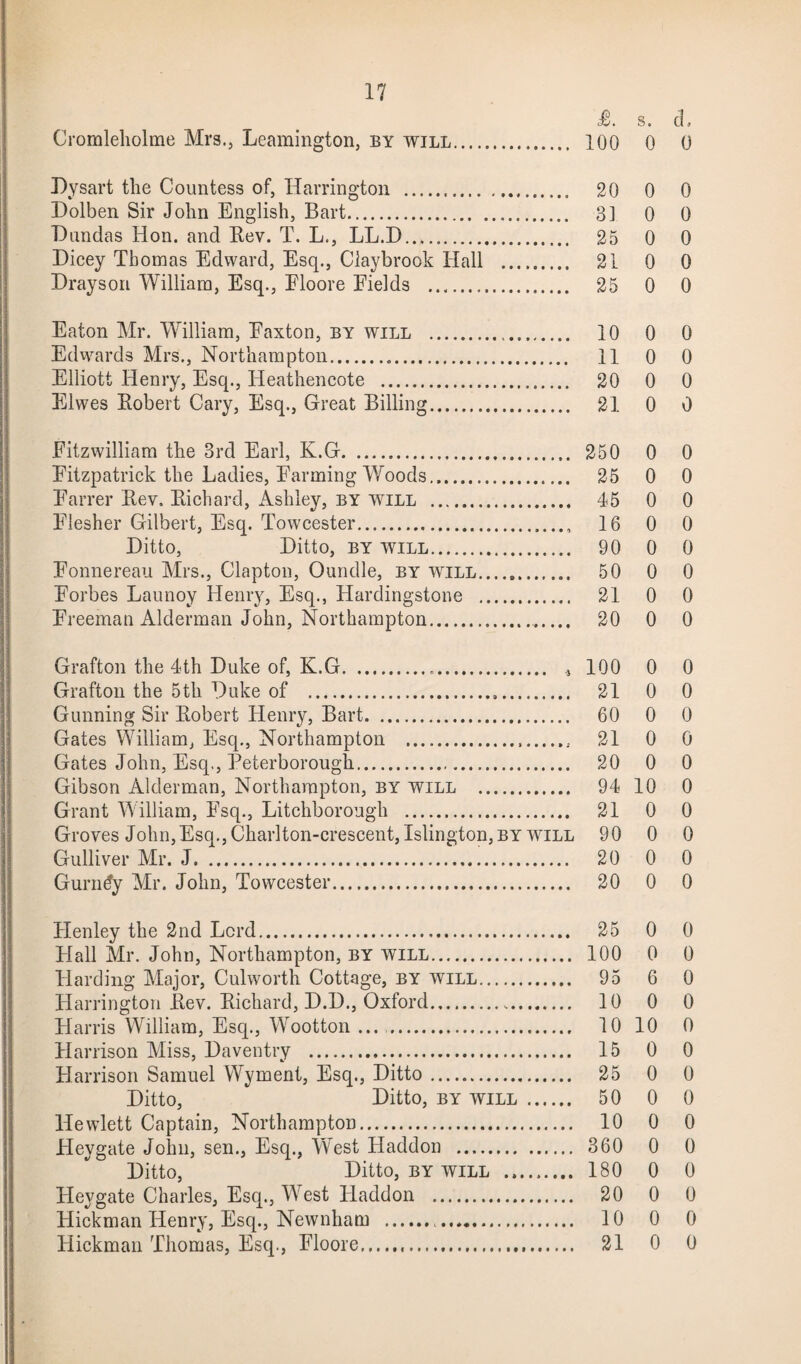 17
£. s. d.
Cromleholme Mrs., Leamington, BY WILL.................. 100 0 0
Dysart the Countess of, Harrington ...................... 20 0 0
Dolben Sir John English, Bart............................ 31 0 0
Dundas Hon. and Rev. T. L., LL.D........................ 25 0 0
Dicey Thomas Edward, Esq., Claybrook Hall .......... 21 0 0
Drayson William, Esq., Floore Fields .................... 25 0 0
Eaton Mr. William, Faxton, BY WILL .................... 10 0 0
Edwards Mrs., Northampton.............................. 11 0 0
Elliott Henry, Esq., Heathencote ........................ 20 0 0
Elwes Robert Cary, Esq., Great Billing.................... 21 0 0
Fitzwilliam the 3rd Earl, K.G. ............................ 250 0 0
Fitzpatrick the Ladies, Farming Woods.................... 25 0 0
Farrer Rev. Richard, Ashley, BY WILL .................... 45 0 0
Flesher Gilbert, Esq. Towcester............................ 16 0 0
Ditto, Ditto, BY WILL.................... 90 0 0
Fonnereau Mrs., Clapton, Oundle, BY WILL.............. 50 0 0
Forbes Launoy Henry, Esq., Hardingstone .............. 21 0 0
Freeman Alderman John, Northampton.................... 20 0 0
Grafton the 4th Duke of, K.G. ............................ 100 0 0
Grafton the 5th Duke of .................................. 21 0 0
Gunning Sir Robert Henry, Bart. .......................... 60 0 0
Gates William, Esq., Northampton ........................ 21 0 0
Gates John, Esq., Peterborough............................ 20 0 0
Gibson Alderman, Northampton, BY WILL .............. 94 10 0
Grant William, Esq., Litchborough ...................... 21 0 0
Groves John, Esq., Charlton-crescent, Islington, BY WILL 90 0 0
Gulliver Mr. J. ............................................ 20 0 0
Gurney Mr. John, Towcester.............................. 20 0 0
Henley the 2nd Lord...................................... 25 0 0
Hall Mr. John, Northampton, BY WILL.................... 100 0 0
Harding Major, Culworth Cottage, BY WILL.............. 95 6 0
Harrington Rev. Richard, D.D., Oxford.................... 10 0 0
Harris William, Esq., Wootton ............................ 10 10 0
Harrison Miss, Daventry .................................. 15 0 0
Harrison Samuel Wyment, Esq., Ditto .................... 25 0 0
Ditto, Ditto, BY WILL ...... 50 0 0
Hewlett Captain, Northampton............................ 10 0 0
Heygate John, sen., Esq., West Haddon .................. 360 0 0
Ditto, Ditto, BY WILL .......... 180 0 0
Heygate Charles, Esq., West Haddon .................... 20 0 0
Hickman Henry, Esq., Newnham ........................ 10 0 0
Hickman Thomas, Esq., Floore............................ 21 0 0